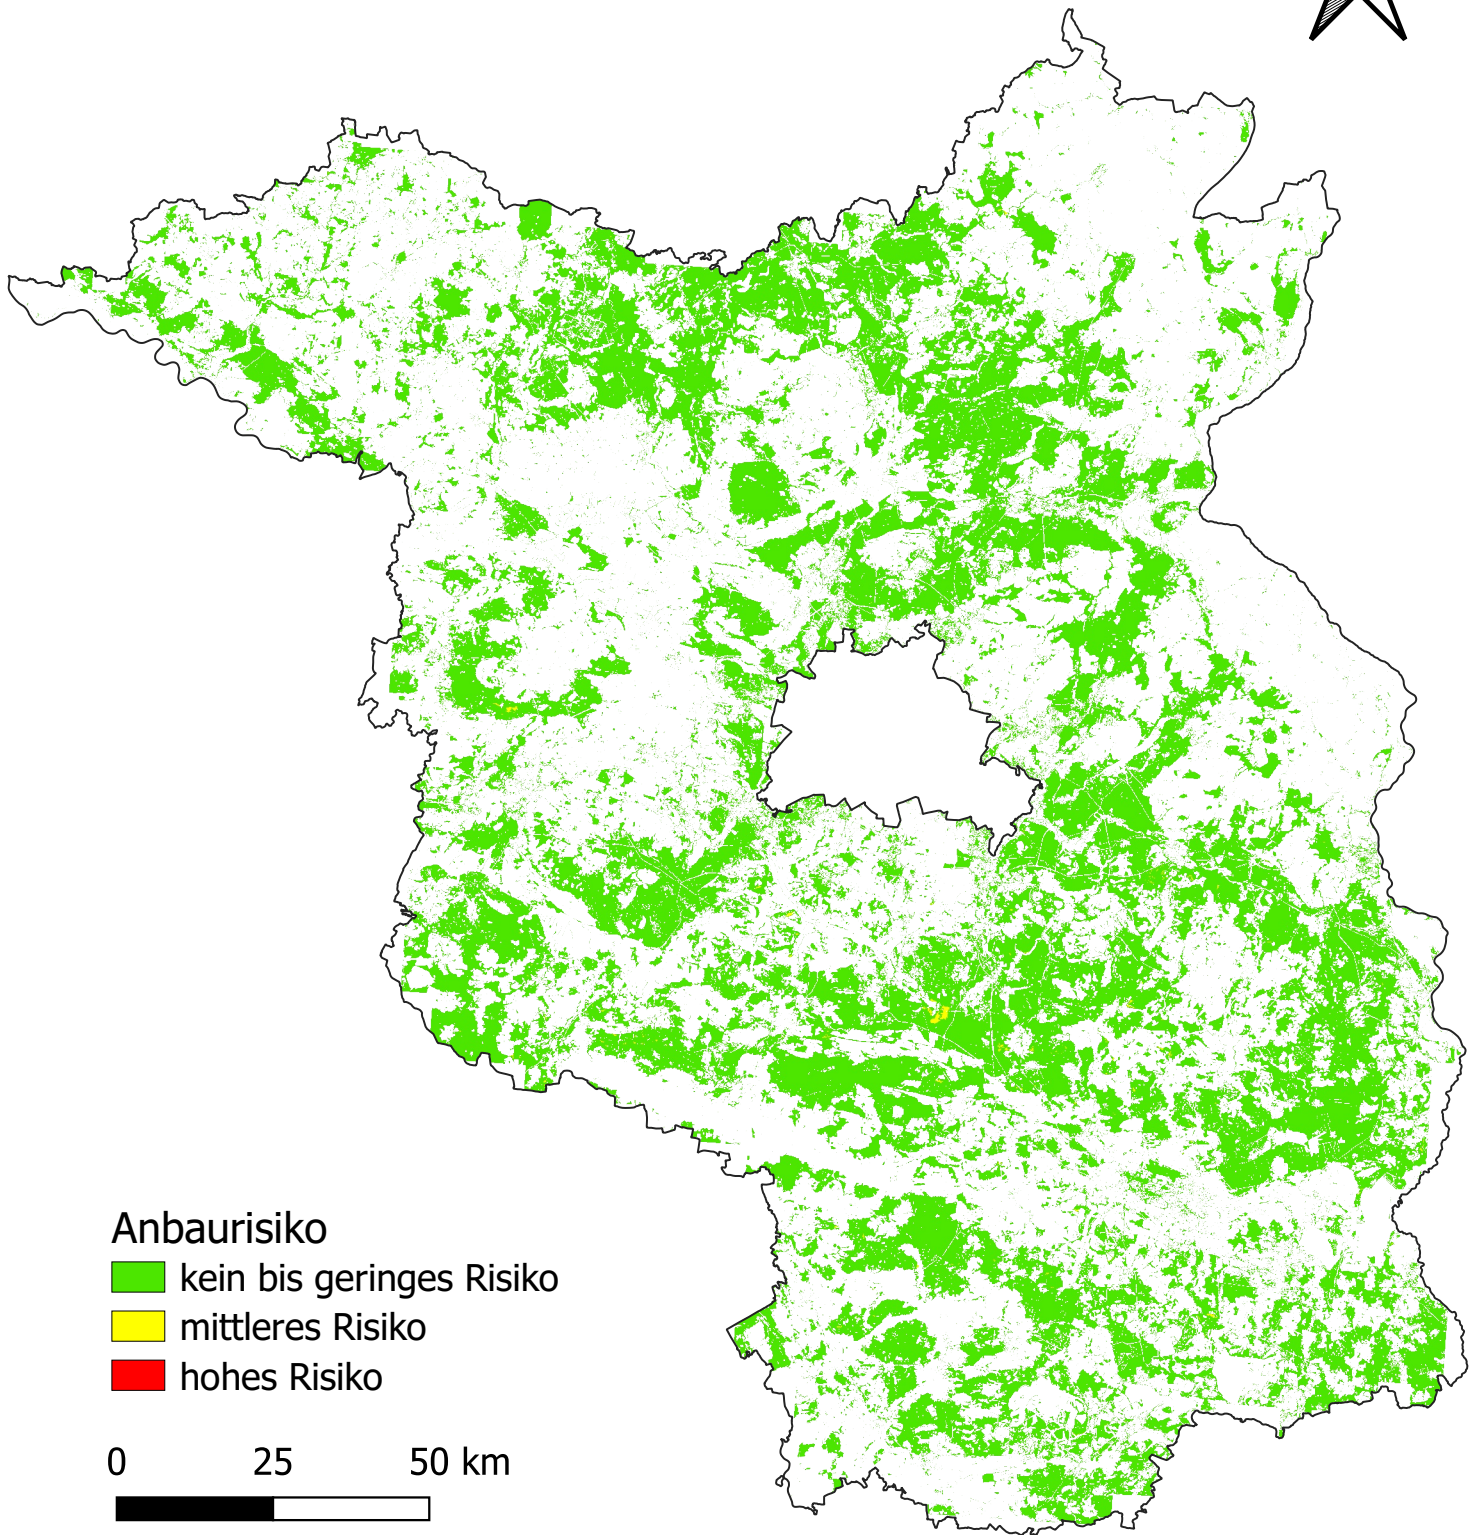 Anbaurisiko
kein bis geringes Risiko
mittleres Risiko
hohes Risiko
0 25 50 km